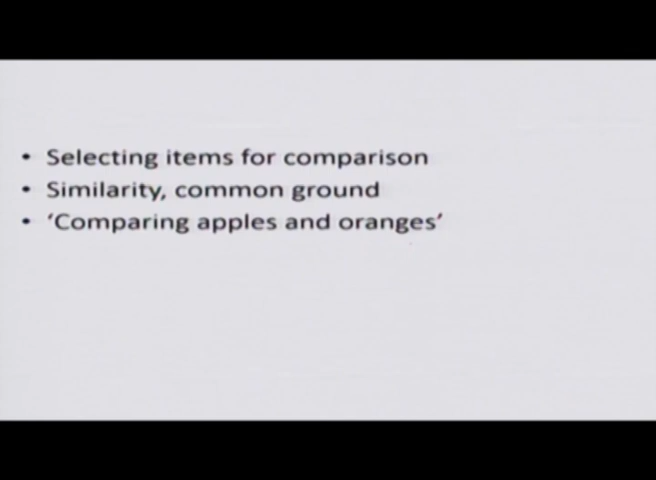 • Selecting items for comparison
• Similarity, common ground
• ‘Comparing apples and oranges’